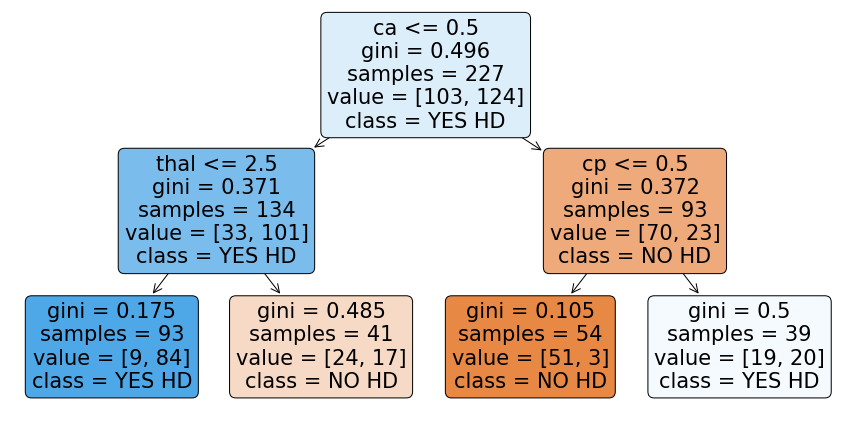 ca <= 0.5
gini = 0.496
samples = 227
value = [103, 124]
class = YES HD
thal <= 2.5
gini = 0.371
samples = 134
value = [33, 101]
class = YES HD
cp <= 0.5
gini = 0.372
samples = 93
value = [70, 23]
class = NO HD
gini = 0.175
samples = 93
value = [9, 84]
class = YES HD
gini = 0.485
samples = 41
value = [24, 17]
class = NO HD
gini = 0.105
samples = 54
value = [51, 3]
class = NO HD
gini = 0.5
samples = 39
value = [19, 20]
class = YES HD